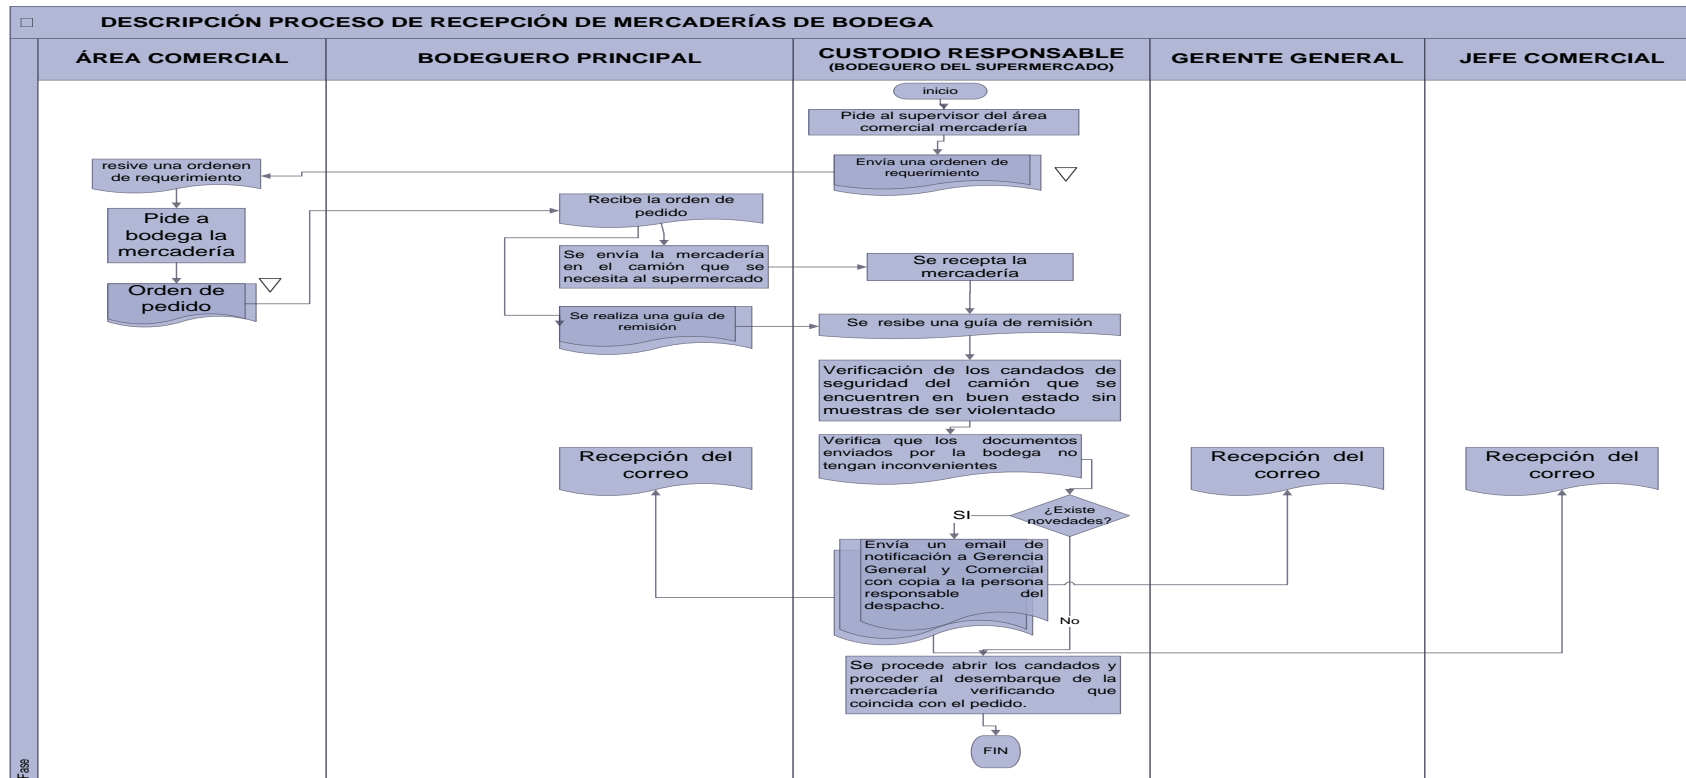 DESCRIPCIÓN PROCESO DE RECEPCIÓN DE MERCADERÍAS DE BODEGA
ÁREA COMERCIAL
BODEGUERO PRINCIPAL
CUSTODIO RESPONSABLE
(BODEGUERO DEL SUPERMERCADO)
GERENTE GENERAL
JEFE COMERCIAL
inicio
Pide al supervisor del área
comercial mercadería
Envía una ordenen de
requerimiento
resive una ordenen
de requerimiento
Pide a
bodega la
mercadería
Orden de
pedido
Recibe la orden de
pedido
Se envía la mercadería
en el camión que se
necesita al supermercado
Se recepta la
mercadería
Se realiza una guía de
remisión
Se resibe una guía de remisión
Verificación de los candados de
seguridad del camión que se
encuentren en buen estado sin
muestras de ser violentado
Verifica que los documentos
enviados por la bodega no
tengan inconvenientes
Recepción del
correo
Recepción del
correo
Recepción del
correo
¿Existe
novedades?
SI
Envía un email de
notificación a Gerencia
General y Comercial
con copia a la persona
responsable del
despacho.
No
Se procede abrir los candados y
proceder al desembarque de la
mercadería verificando que
coincida con el pedido.
FIN
Fase